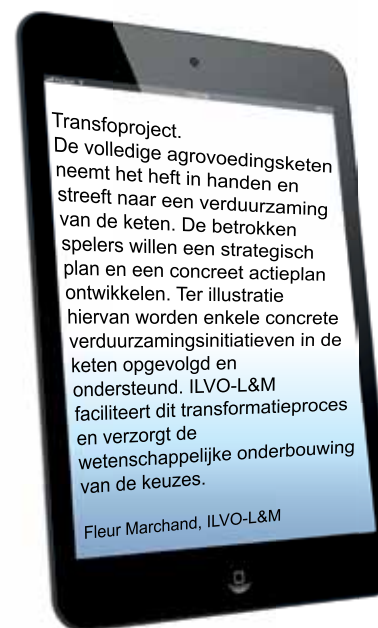 Transfoproject.
De volledige agrovoedingsketen
neemt het heft in handen en
streeft naar een verduurzaming
van de keten. De betrokken
spelers willen een strategisch
plan en een concreet actieplan
ontwikkelen. Ter illustratie
hiervan worden enkele concrete
verduurzamingsinitiatieven in de
keten opgevolgd en
ondersteund. ILVO-L&M
faciliteert dit transformatieproces
en verzorgt de
wetenschappelijke onderbouwing
van de keuzes.
Fleur Marchand, ILVO-L&M